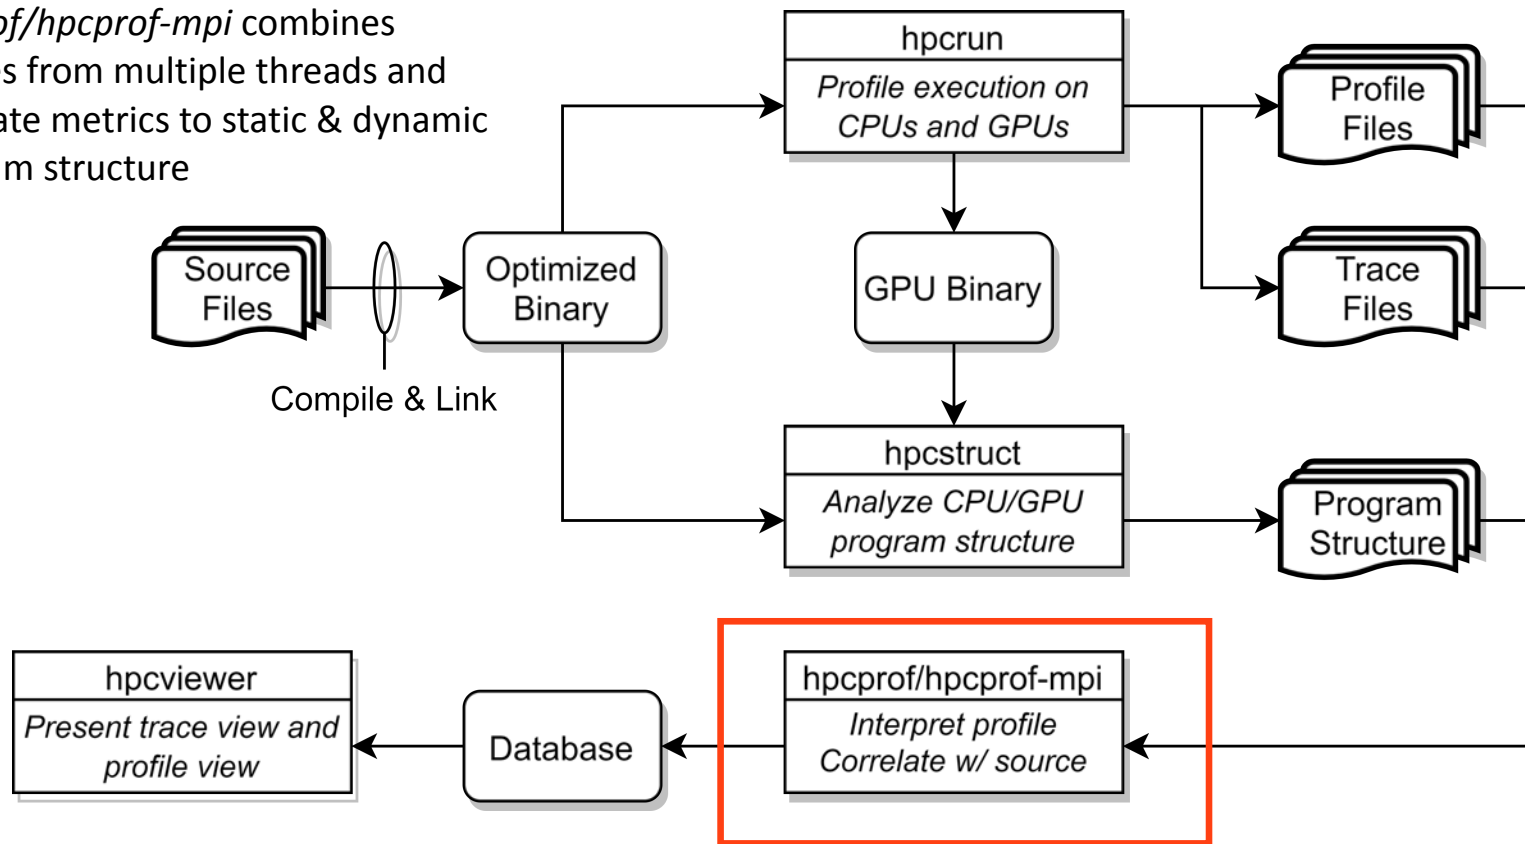 of/hpcprof-mpi combines
s from multiple threads and
ate metrics to static & dynamic
m structure
hpcrun
Profile execution on
CPUs and GPUs
Profile
Files
Source
Files
Optimized
Binary
GPU Binary
Trace
Files
Compile & Link
hpcstruct
Analyze CPU/GPU
program structure
Program
Structure
hpcviewer
Present trace view and
profile view
Database
hpcprof/hpcprof-mpi
Interpret profile
Correlate w/ source